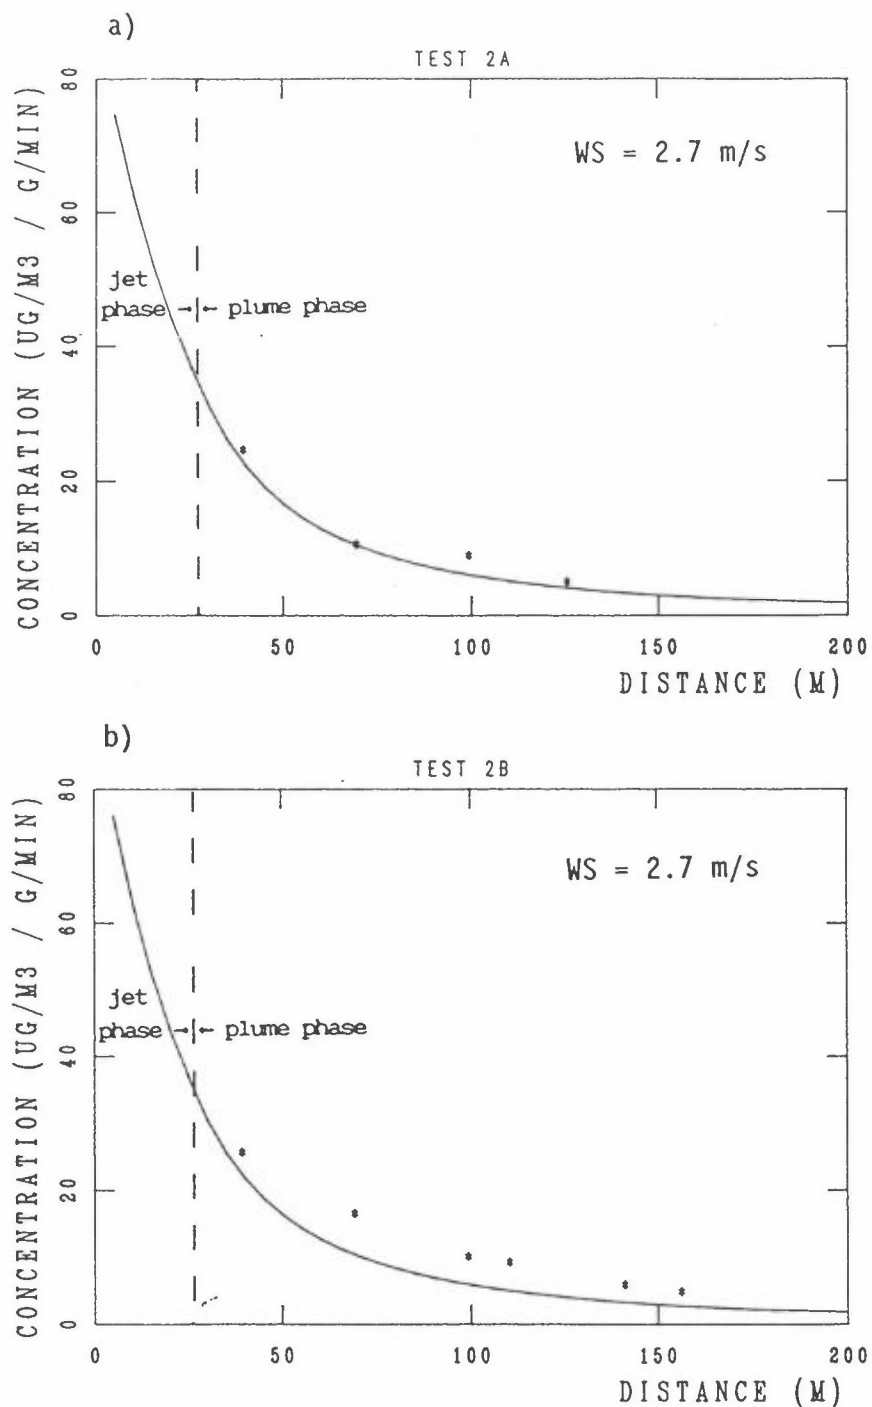 a)
TEST 2A
WS = 2.7 m/s
jet
phase → ← plume phase
CONCENTRATION (UG/M3 / G/MIN)
80
60
40
20
0
0 50 100 150 200
DISTANCE (M)
b)
TEST 2B
WS = 2.7 m/s
jet
phase → ← plume phase
CONCENTRATION (UG/M3 / G/MIN)
80
60
40
20
0
0 50 100 150 200
DISTANCE (M)